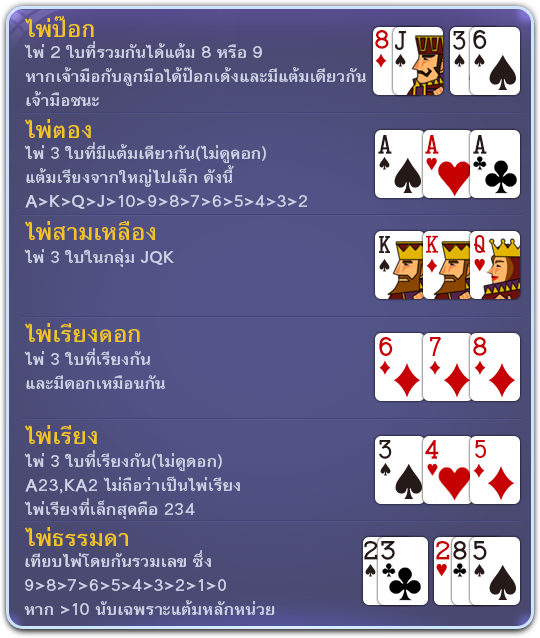 ไพ่ป๊อก
ไพ่ 2 ใบที่รวมกันได้แต้ม 8 หรือ 9
หากเจ้ามือกับลูกมือได้ป๊อกเด้งและมีแต้มเดียวกัน
เจ้ามือชนะ
8 J 3 6
ไพ่ตอง
ไพ่ 3 ใบที่มีแต้มเดียวกัน(ไม่ดูดอก)
แต้มเรียงจากใหญ่ไปเล็ก ดังนี้
A>K>Q>J>10>9>8>7>6>5>4>3>2
A A A
ไพ่สามเหลือง
ไพ่ 3 ใบในกลุ่ม JQK
K K Q
ไพ่เรียงดอก
ไพ่ 3 ใบที่เรียงกัน
และมีดอกเหมือนกัน
6 7 8
ไพ่เรียง
ไพ่ 3 ใบที่เรียงกัน(ไม่ดูดอก)
A23,KA2 ไม่ถือว่าเป็นไพ่เรียง
ไพ่เรียงที่เล็กสุดคือ 234
3 4 5
ไพ่ธรรมดา
เทียบไพ่โดยกันรวมเลข ซึ่ง
9>8>7>6>5>4>3>2>1>0
หาก >10 นับเฉพราะแต้มหลักหน่วย
2 3 2 8 5